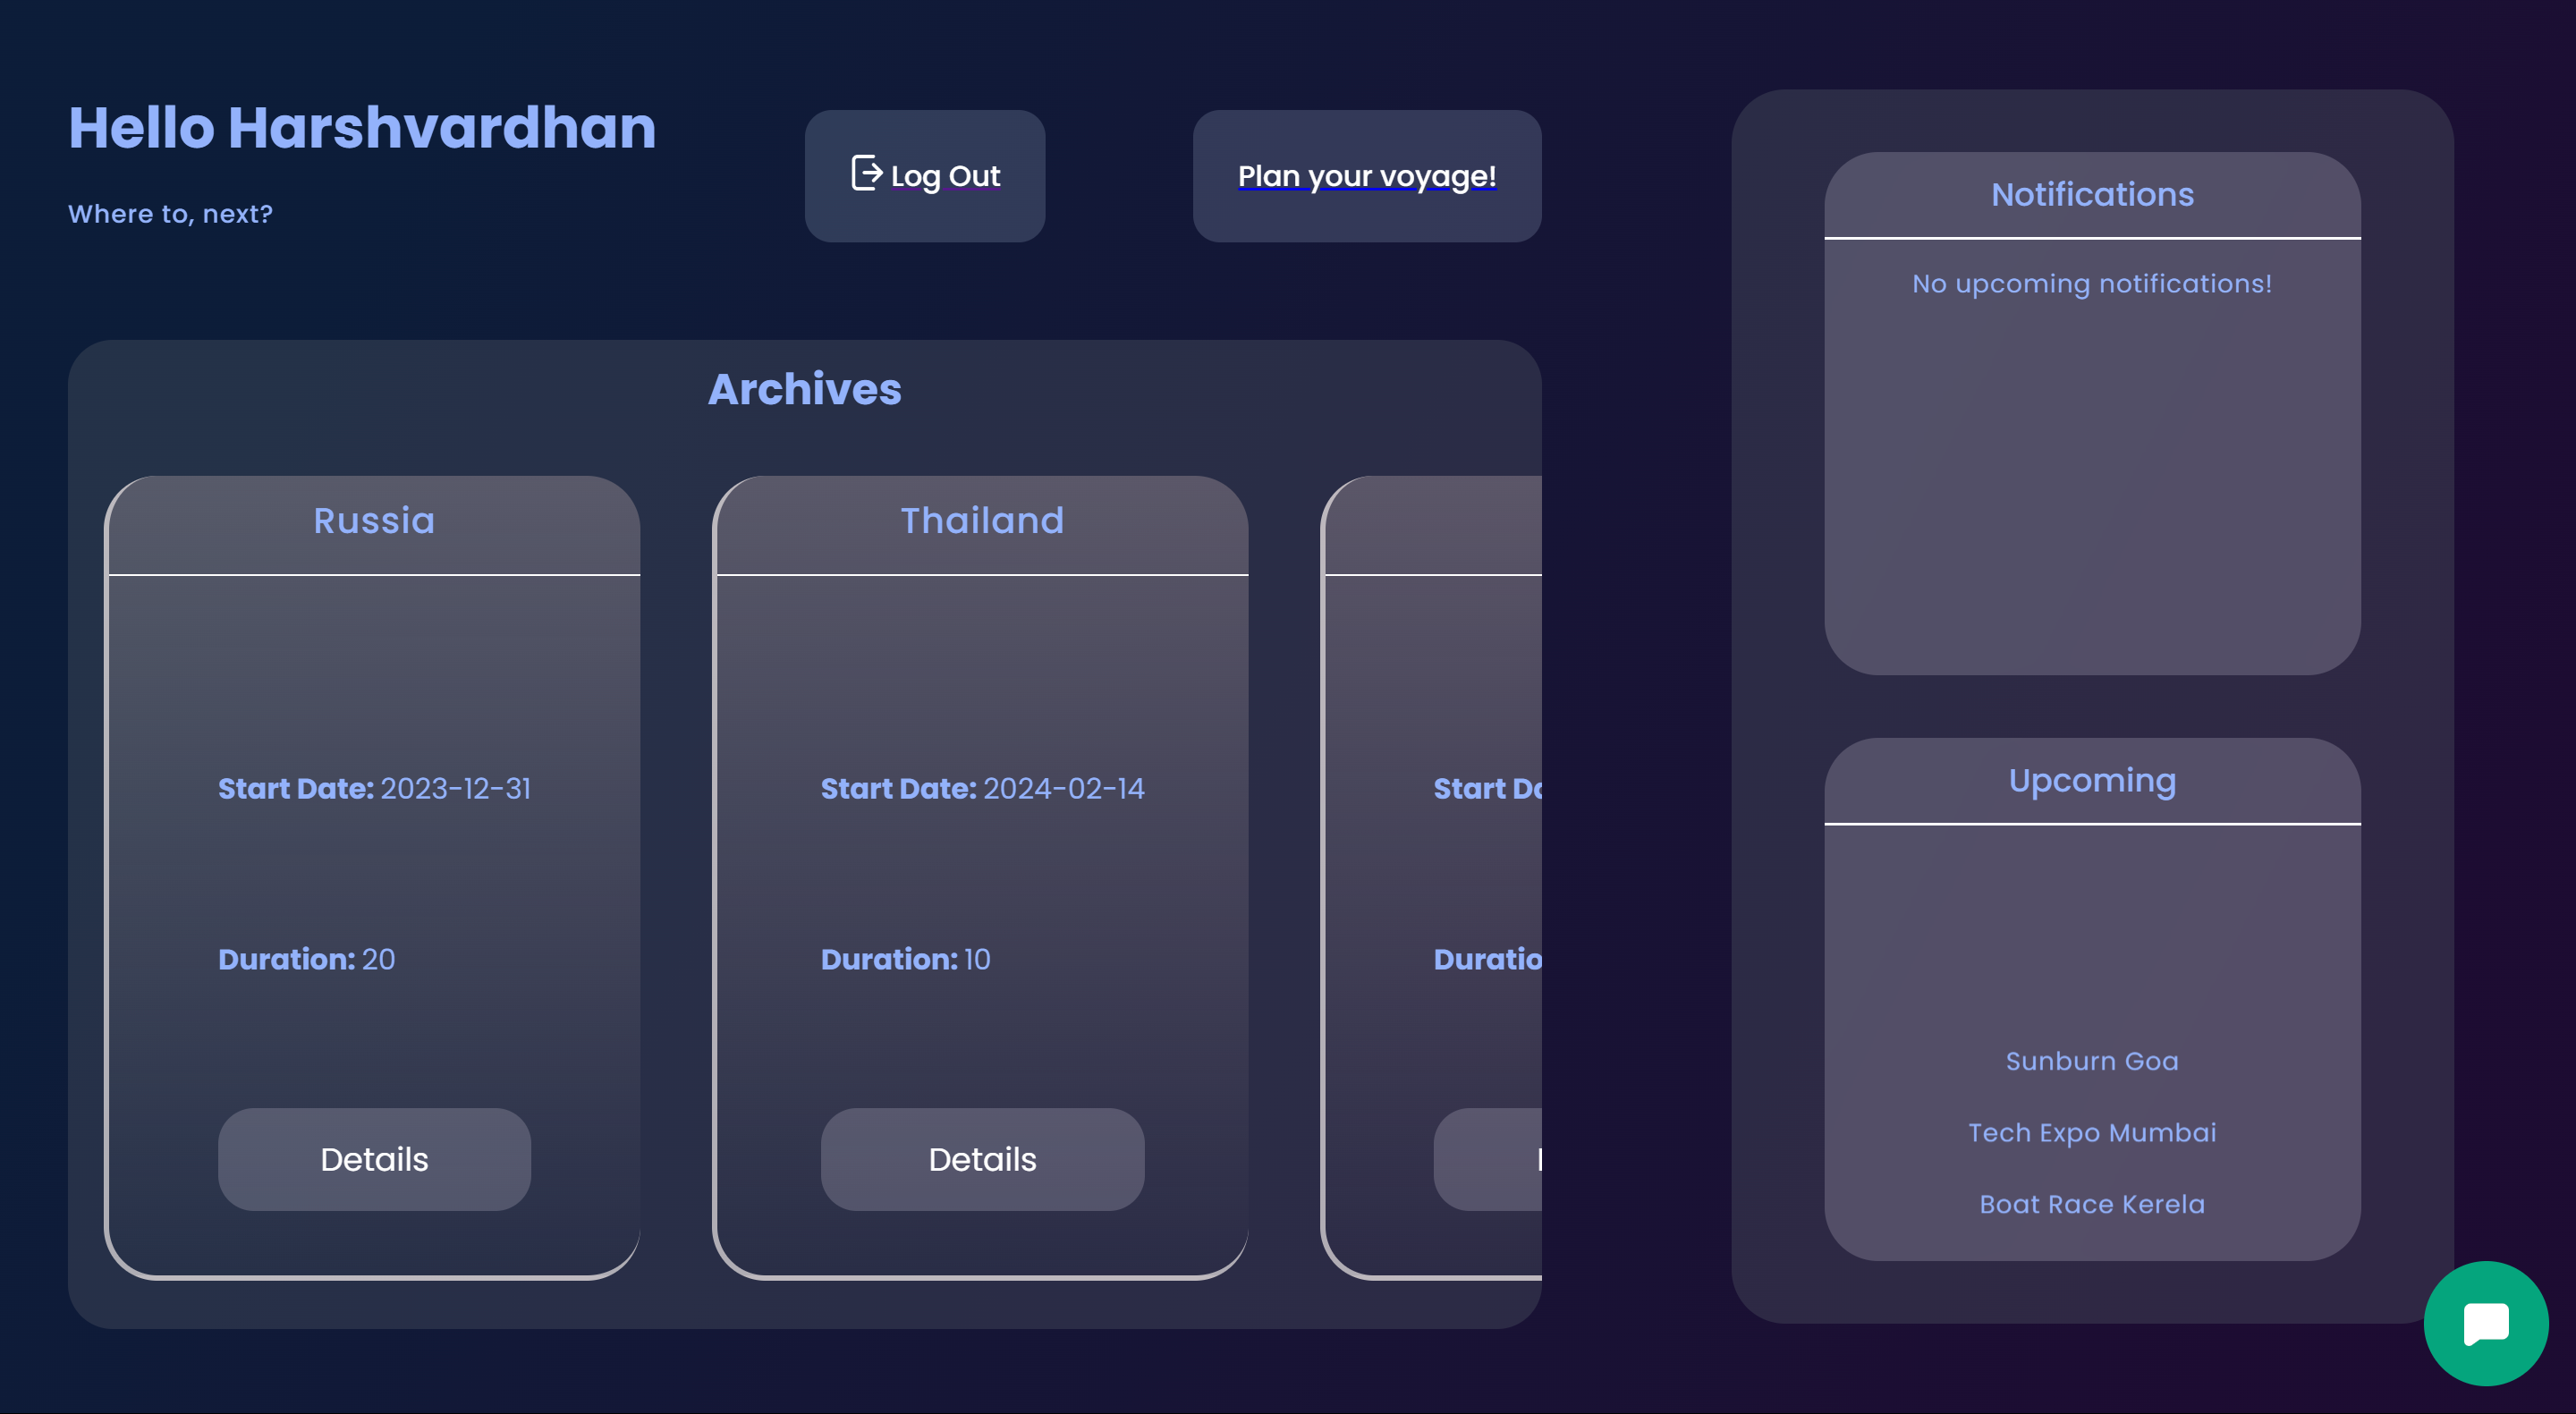 Hello Harshvardhan
Where to, next?
Log Out
Plan your voyage!
Archives
Russia
Start Date: 2023-12-31
Duration: 20
Details
Thailand
Start Date: 2024-02-14
Duration: 10
Details
Start
Notifications
No upcoming notifications!
Upcoming
Sunburn Goa
Tech Expo Mumbai
Boat Race Kerela